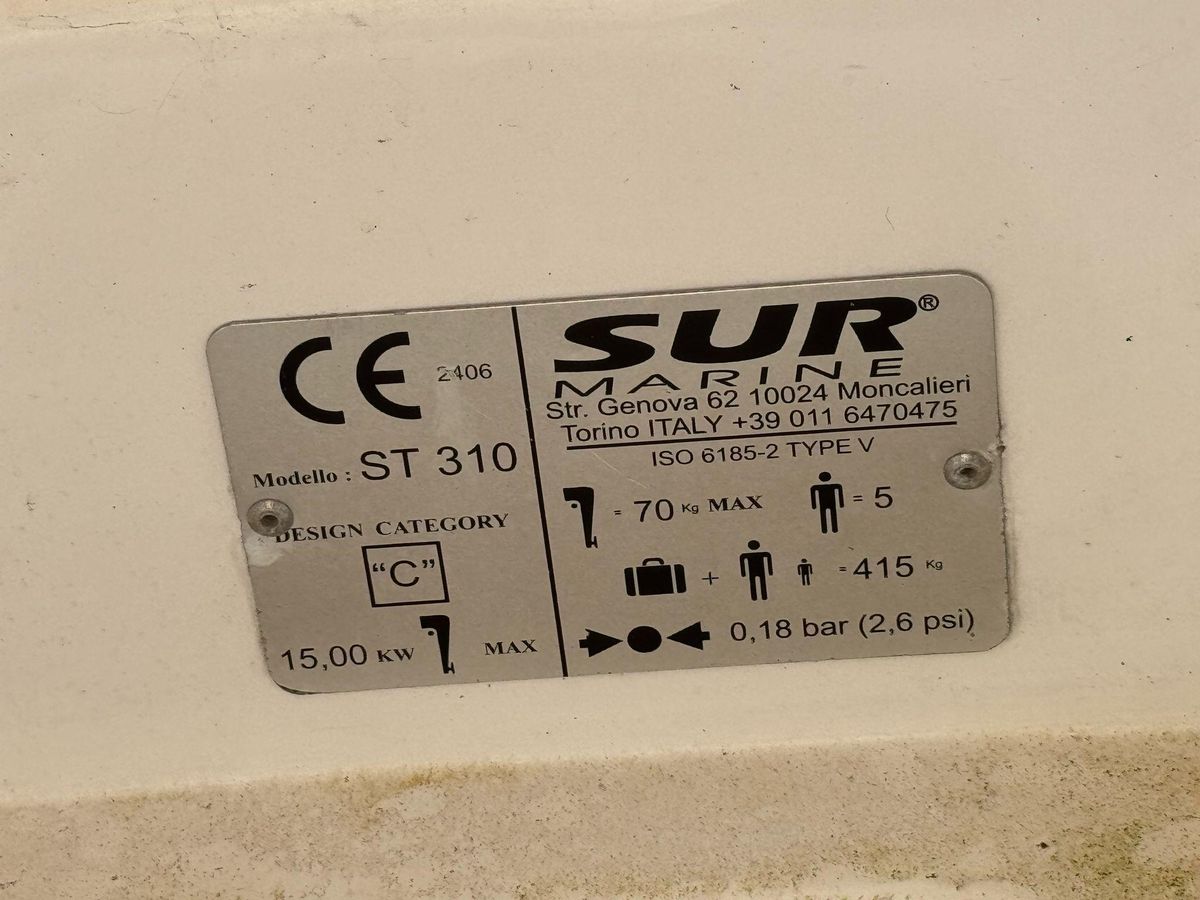 CE 2406
Modello : ST 310
DESIGN CATEGORY
"C"
15,00 KW MAX
SUR®
MARINE
Str. Genova 62 10024 Moncalieri
Torino ITALY +39 011 6470475
ISO 6185-2 TYPE V
= 70 Kg MAX = 5
+ = 415 Kg
0,18 bar (2,6 psi)